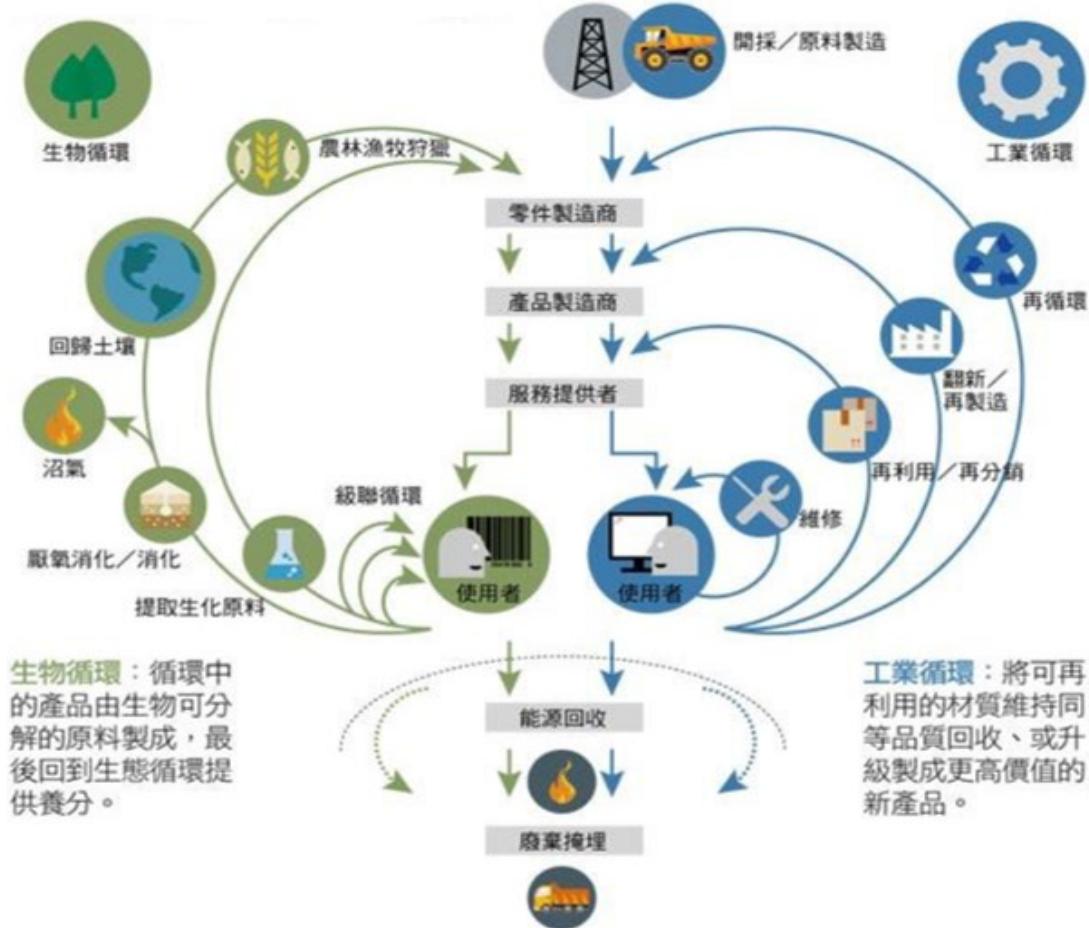 開採／原料製造
生物循環
農林漁牧狩獵
工業循環
零件製造商
再循環
產品製造商
回歸土壤
翻新／
再製造
服務提供者
沼氣
再利用／再分銷
級聯循環
維修
厭氧消化／消化
使用者
使用者
提取生化原料
生物循環：循環中
的產品由生物可分
解的原料製成，最
後回到生態循環提
供養分。
工業循環：將可再
利用的材質維持同
等品質回收、或升
級製成更高價值的
新產品。
能源回收
廢棄掩埋